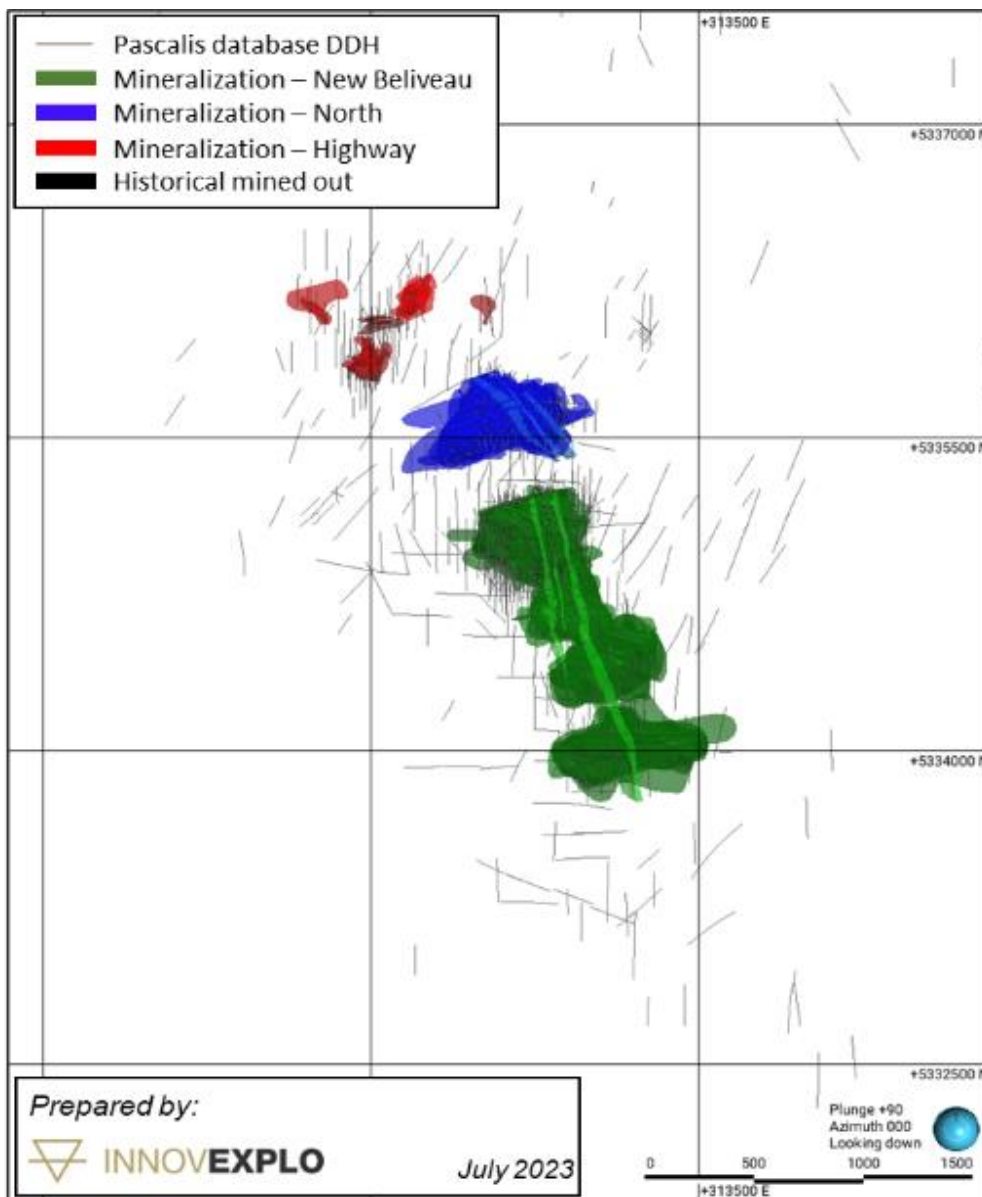 +313500 E
Pascalis database DDH
Mineralization – New Beliveau
Mineralization – North
Mineralization – Highway
Historical mined out
+5337000 N
+5335500 N
+5334000 N
+5332500 N
Prepared by:
INNOVEXPLO
July 2023
Plunge +90
Azimuth 000
Looking down
0 500 1000 1500
+313500 E